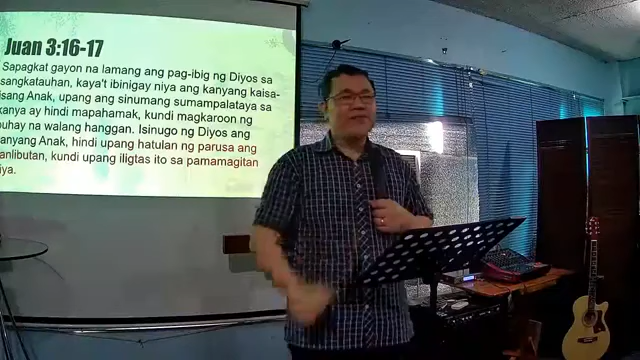 Juan 3:16-17
Sapagkat gayon na lamang ang pag-ibig ng Diyos sa
sangkatauhan, kaya't ibinigay niya ang kanyang kaisa-
isang Anak, upang ang sinumang sumampalataya sa
kanya ay hindi mapahamak, kundi magkaroon ng
buhay na walang hanggan. Isinugo ng Diyos ang
kanyang Anak, hindi upang hatulan ng parusa ang
sanlibutan, kundi upang iligtas ito sa pamamagitan
niya.